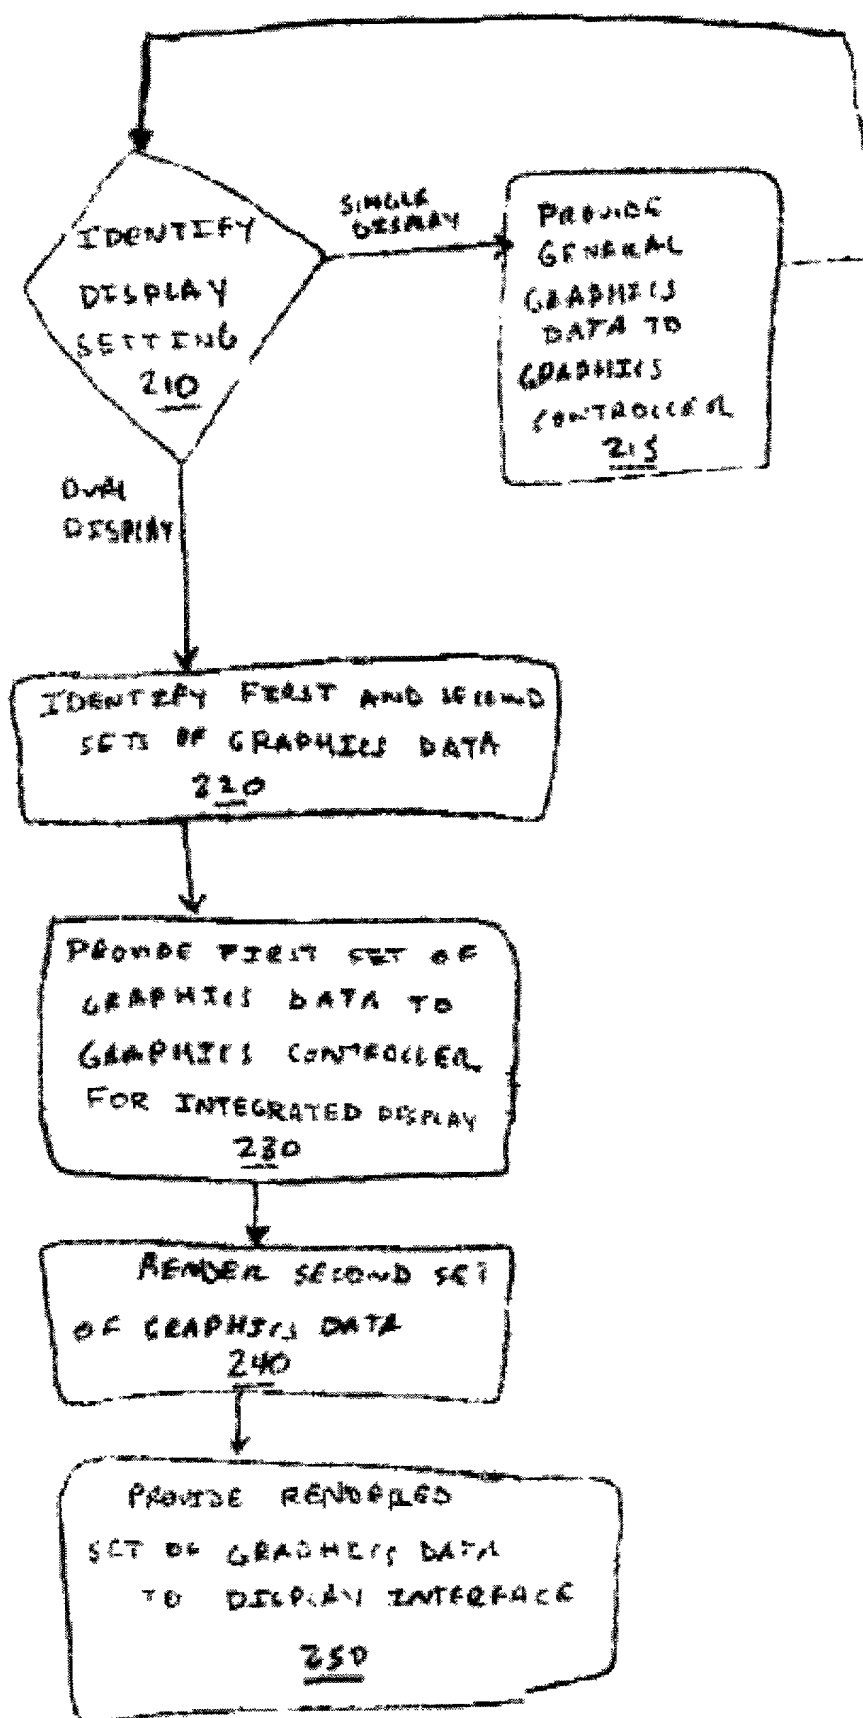 IDENTIFY
DISPLAY
SETTING
210
SINGLE
DISPLAY
PROVIDE
GENERAL
GRAPHICS
DATA TO
GRAPHICS
CONTROLLER
215
DUAL
DISPLAY
IDENTIFY FIRST AND SECOND
SETS OF GRAPHICS DATA
220
PROVIDE FIRST SET OF
GRAPHICS DATA TO
GRAPHICS CONTROLLER
FOR INTEGRATED DISPLAY
230
RENDER SECOND SET
OF GRAPHICS DATA
240
PROVIDE RENDERED
SET OF GRAPHICS DATA
TO DISPLAY INTERFACE
250